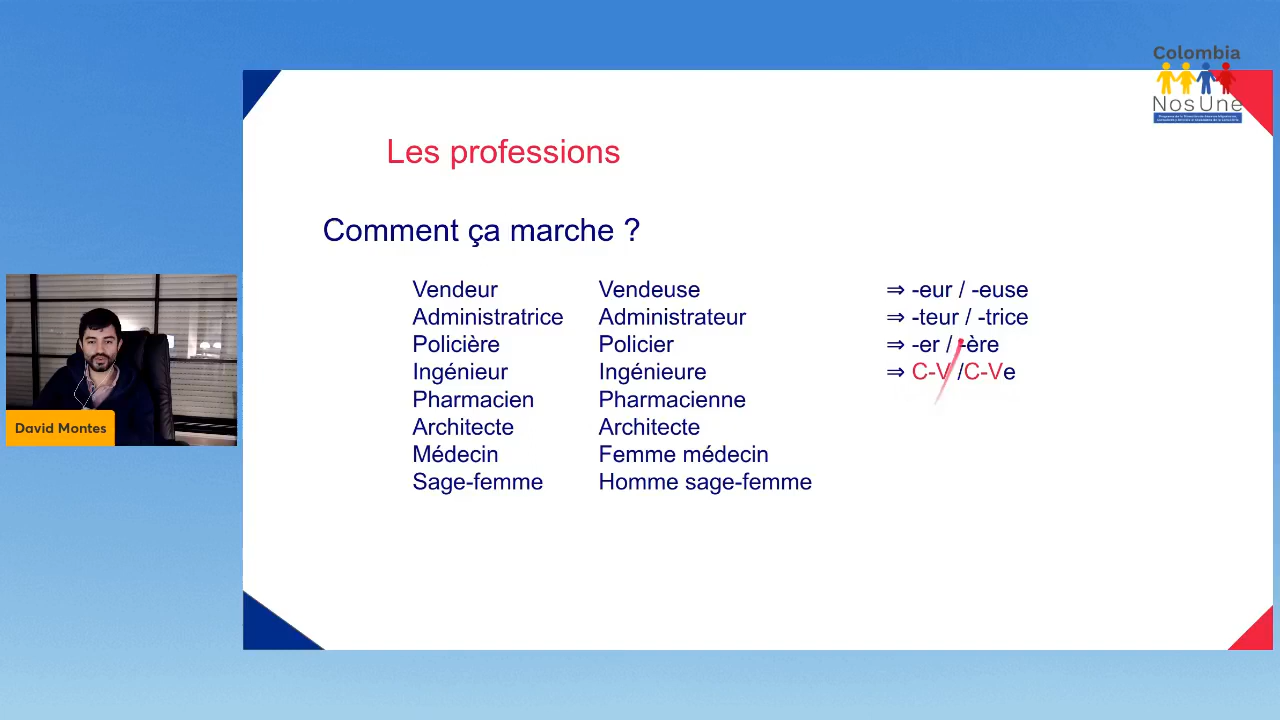 Colombia
NosUne
Les professions
Comment ça marche ?
Vendeur Vendeuse ⇒ -eur / -euse
Administratrice Administrateur ⇒ -teur / -trice
Policière Policier ⇒ -er / -ère
Ingénieur Ingénieure ⇒ C-V /C-Ve
Pharmacien Pharmacienne
Architecte Architecte
Médecin Femme médecin
Sage-femme Homme sage-femme
David Montes